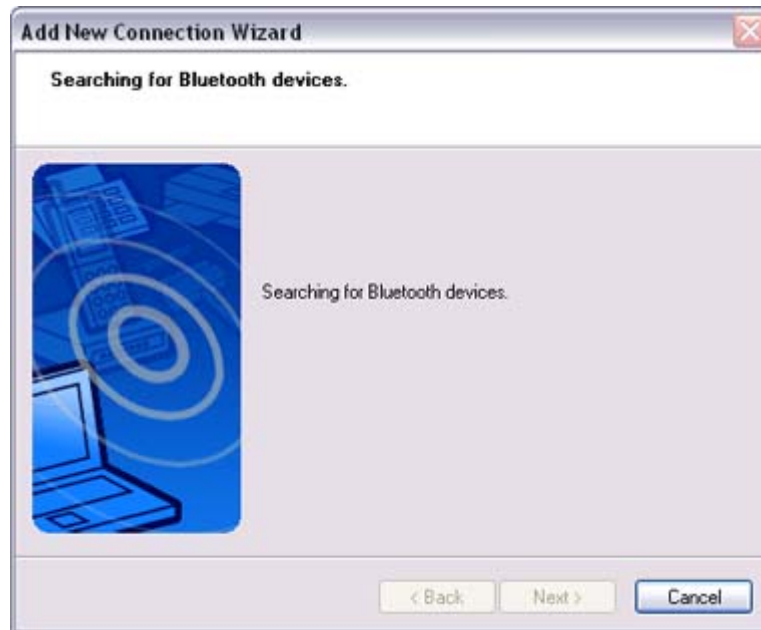 Add New Connection Wizard
Searching for Bluetooth devices.
Searching for Bluetooth devices.
< Back Next > Cancel